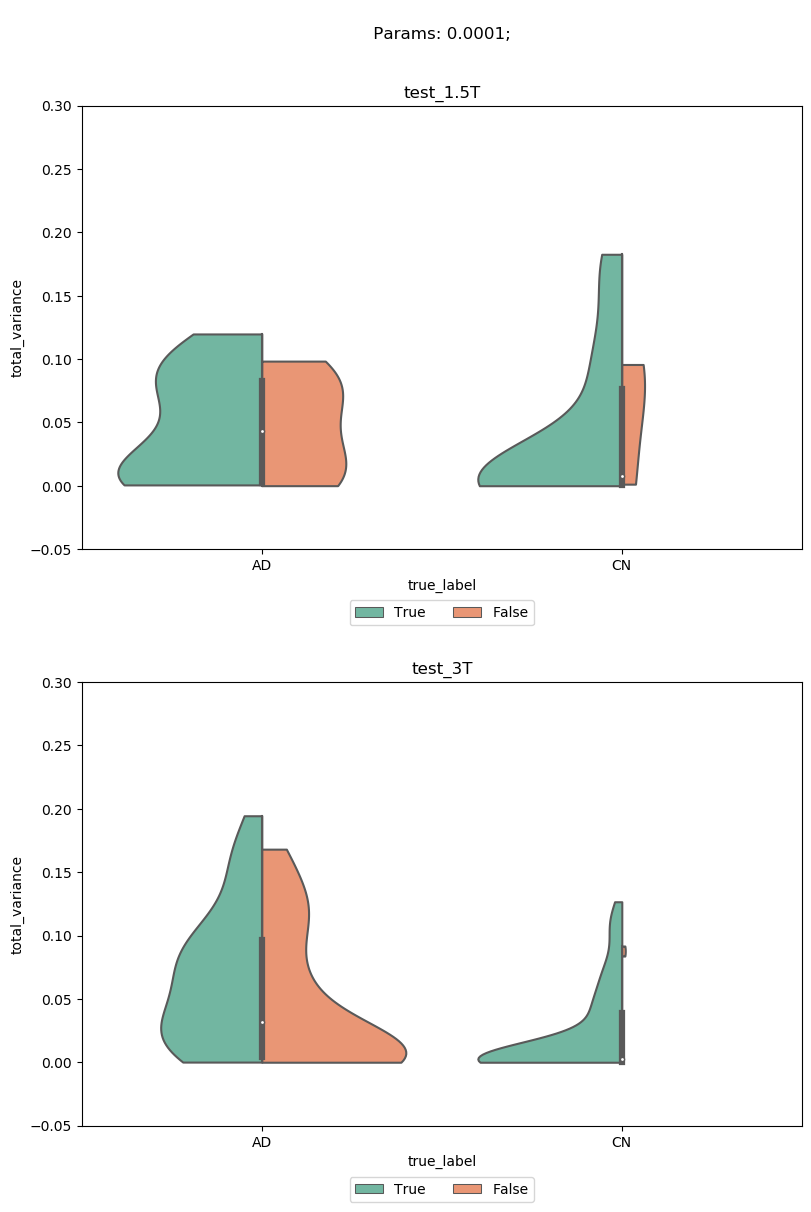 Params: 0.0001;
test_1.5T
0.30
0.25
0.20
0.15
0.10
0.05
0.00
−0.05
total_variance
AD CN
true_label
True False
test_3T
0.30
0.25
0.20
0.15
0.10
0.05
0.00
−0.05
total_variance
AD CN
true_label
True False